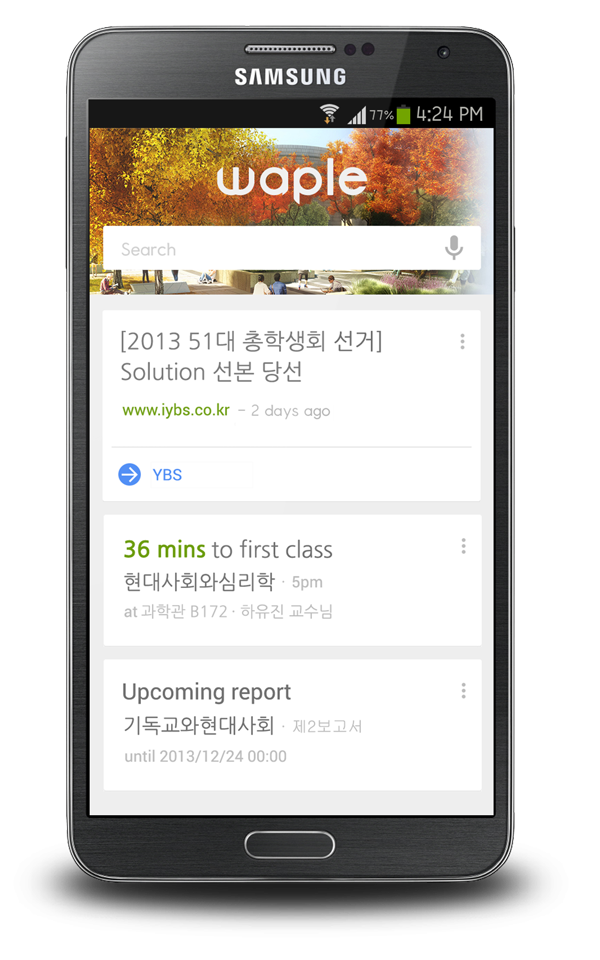 SAMSUNG
77% 4:24 PM
waple
Search
[2013 51대 총학생회 선거]
Solution 선본 당선
www.iybs.co.kr - 2 days ago
YBS
36 mins to first class
현대사회와심리학 · 5pm
at 과학관 B172 · 하유진 교수님
Upcoming report
기독교와현대사회 · 제2보고서
until 2013/12/24 00:00